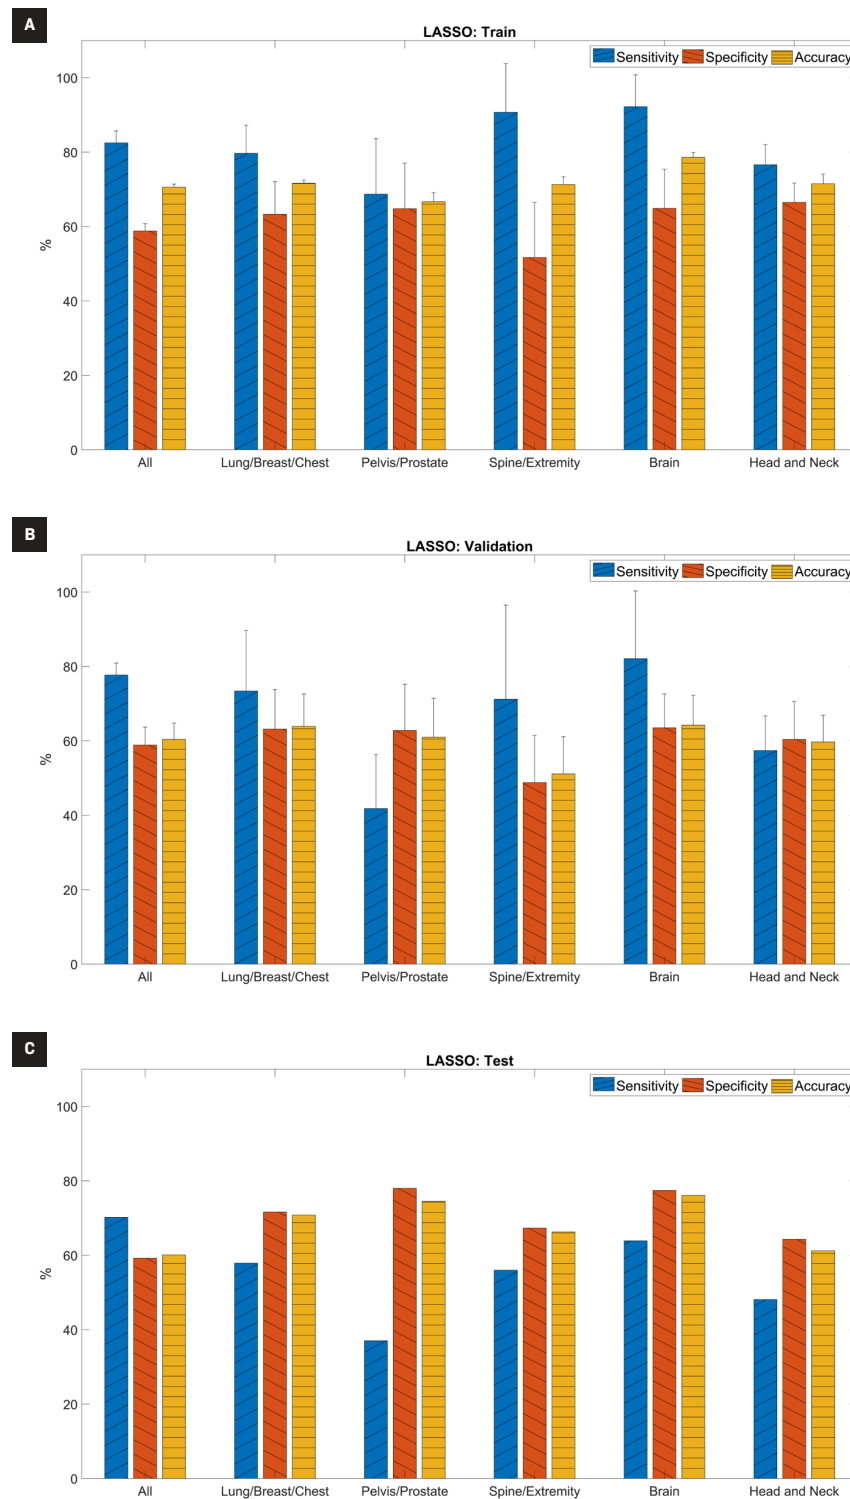 A
LASSO: Train
Sensitivity Specificity Accuracy
100
80
60
40
20
0
%
All Lung/Breast/Chest Pelvis/Prostate Spine/Extremity Brain Head and Neck
B
LASSO: Validation
Sensitivity Specificity Accuracy
100
80
60
40
20
0
%
All Lung/Breast/Chest Pelvis/Prostate Spine/Extremity Brain Head and Neck
C
LASSO: Test
Sensitivity Specificity Accuracy
100
80
60
40
20
0
%
All Lung/Breast/Chest Pelvis/Prostate Spine/Extremity Brain Head and Neck